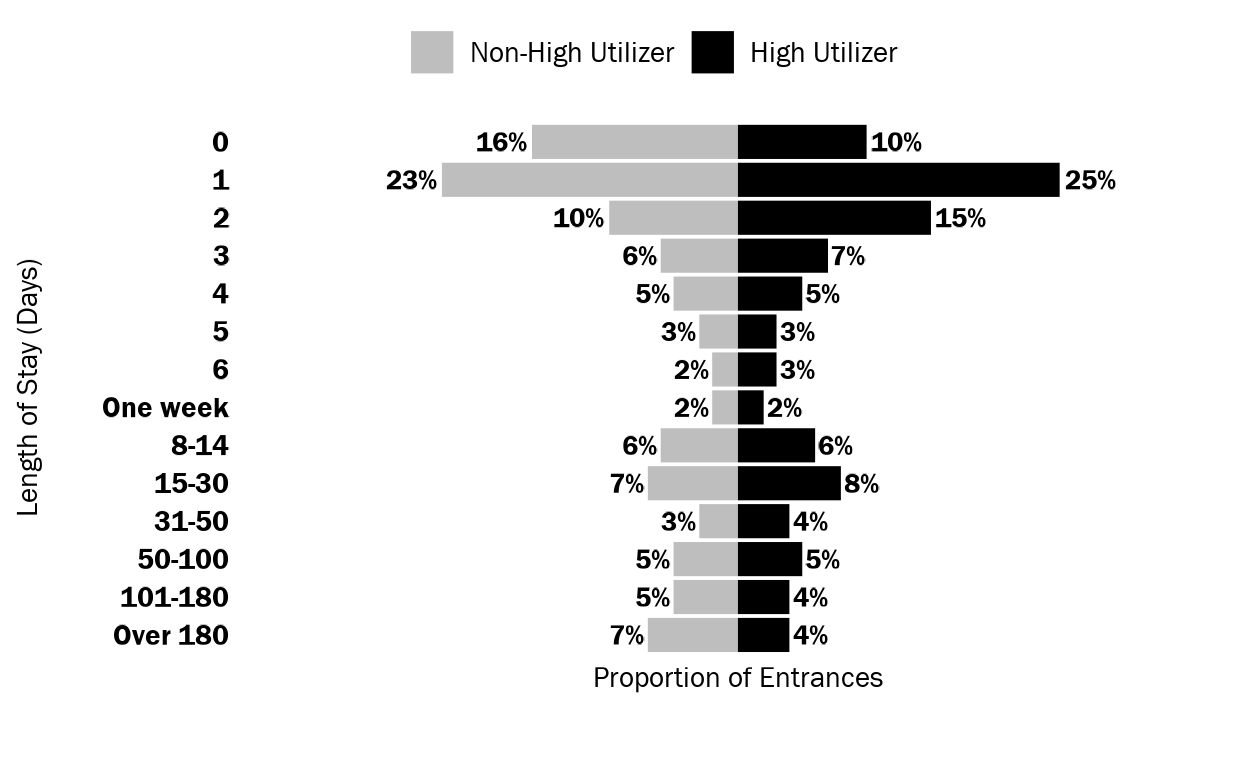 Non-High Utilizer High Utilizer
0 16% 10%
1 23% 25%
2 10% 15%
3 6% 7%
4 5% 5%
5 3% 3%
6 2% 3%
One week 2% 2%
8-14 6% 6%
15-30 7% 8%
31-50 3% 4%
50-100 5% 5%
101-180 5% 4%
Over 180 7% 4%
Length of Stay (Days)
Proportion of Entrances